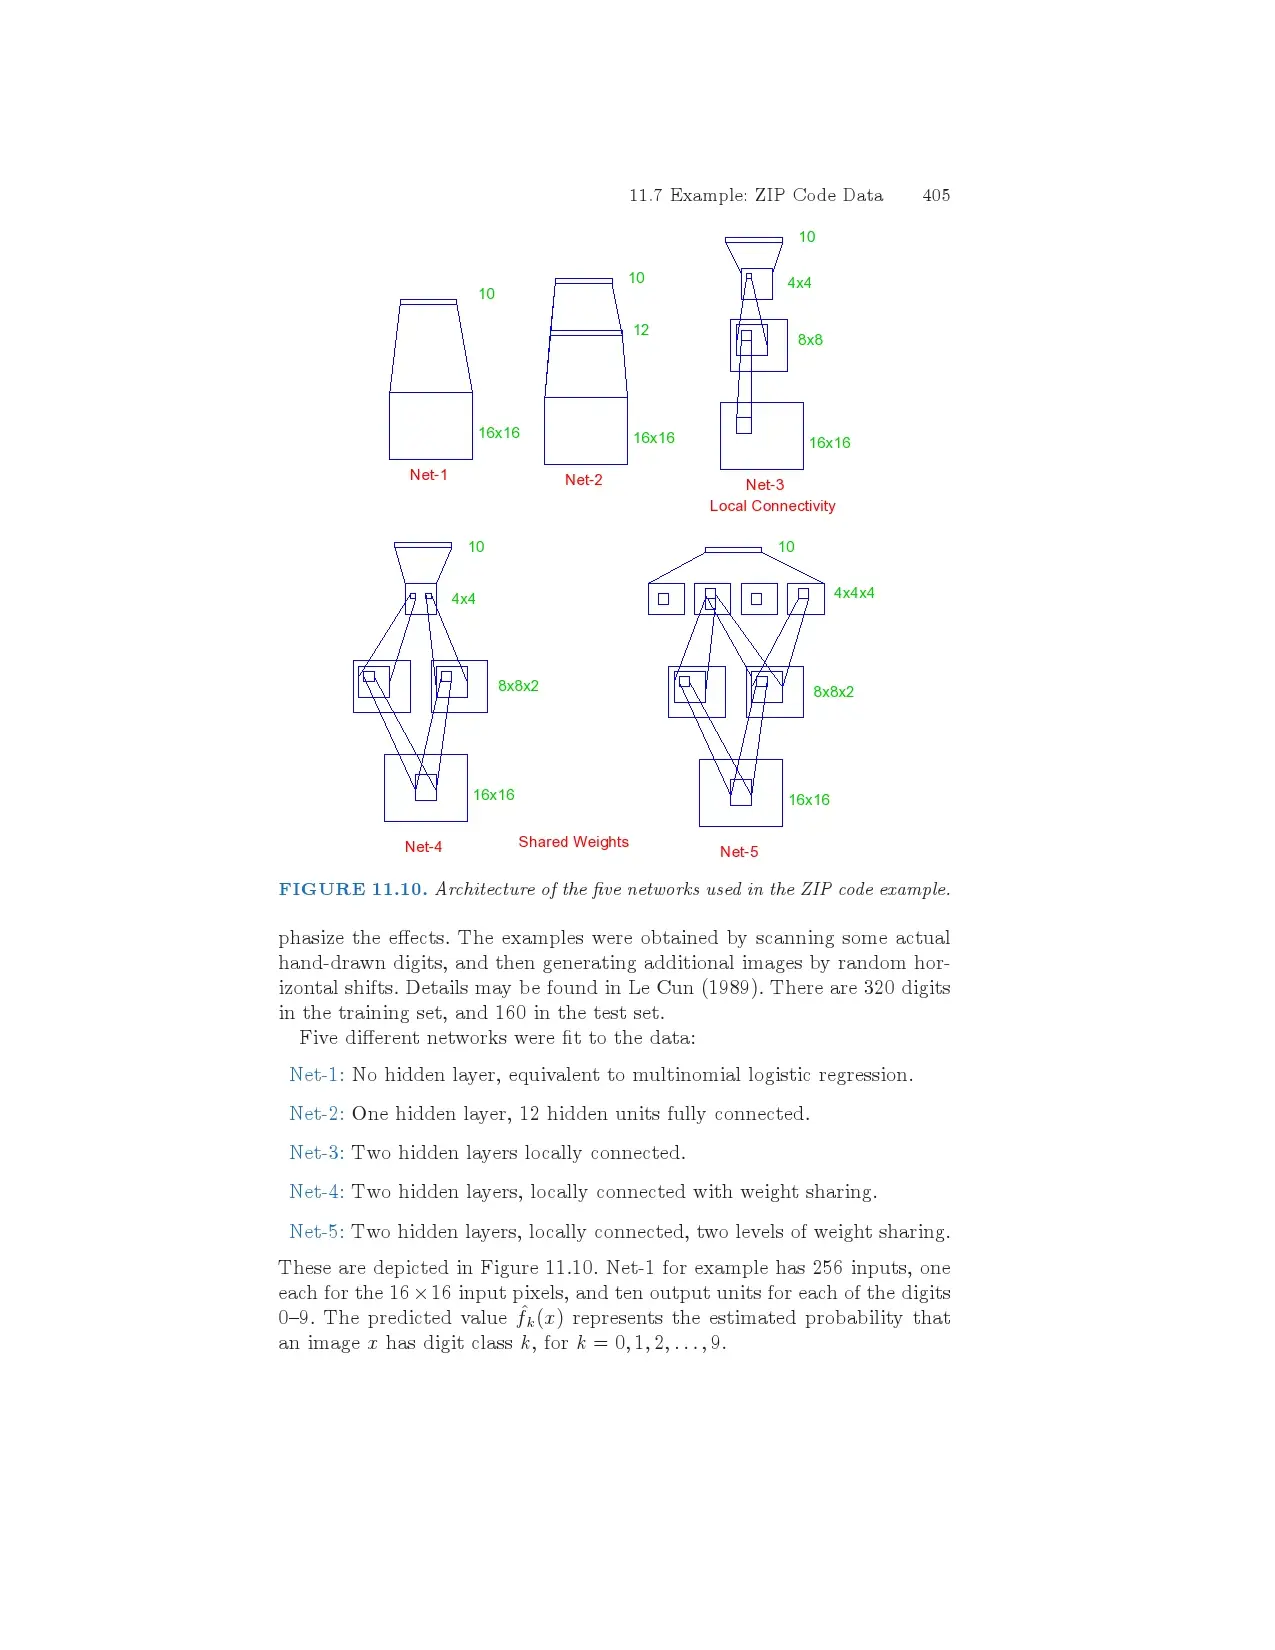 11.7 Example: ZIP Code Data 405
10
4x4
8x8
16x16
Net-3
Local Connectivity
10
12
16x16
Net-2
10
16x16
Net-1
10
4x4
8x8x2
16x16
Net-4
Shared Weights
10
4x4x4
8x8x2
16x16
Net-5
FIGURE 11.10. Architecture of the five networks used in the ZIP code example.
phasize the effects. The examples were obtained by scanning some actual
hand-drawn digits, and then generating additional images by random hor-
izontal shifts. Details may be found in Le Cun (1989). There are 320 digits
in the training set, and 160 in the test set.
Five different networks were fit to the data:
Net-1: No hidden layer, equivalent to multinomial logistic regression.
Net-2: One hidden layer, 12 hidden units fully connected.
Net-3: Two hidden layers locally connected.
Net-4: Two hidden layers, locally connected with weight sharing.
Net-5: Two hidden layers, locally connected, two levels of weight sharing.
These are depicted in Figure 11.10. Net-1 for example has 256 inputs, one
each for the 16 × 16 input pixels, and ten output units for each of the digits
0–9. The predicted value f̂ₖ(x) represents the estimated probability that
an image x has digit class k, for k = 0, 1, 2, . . . , 9.